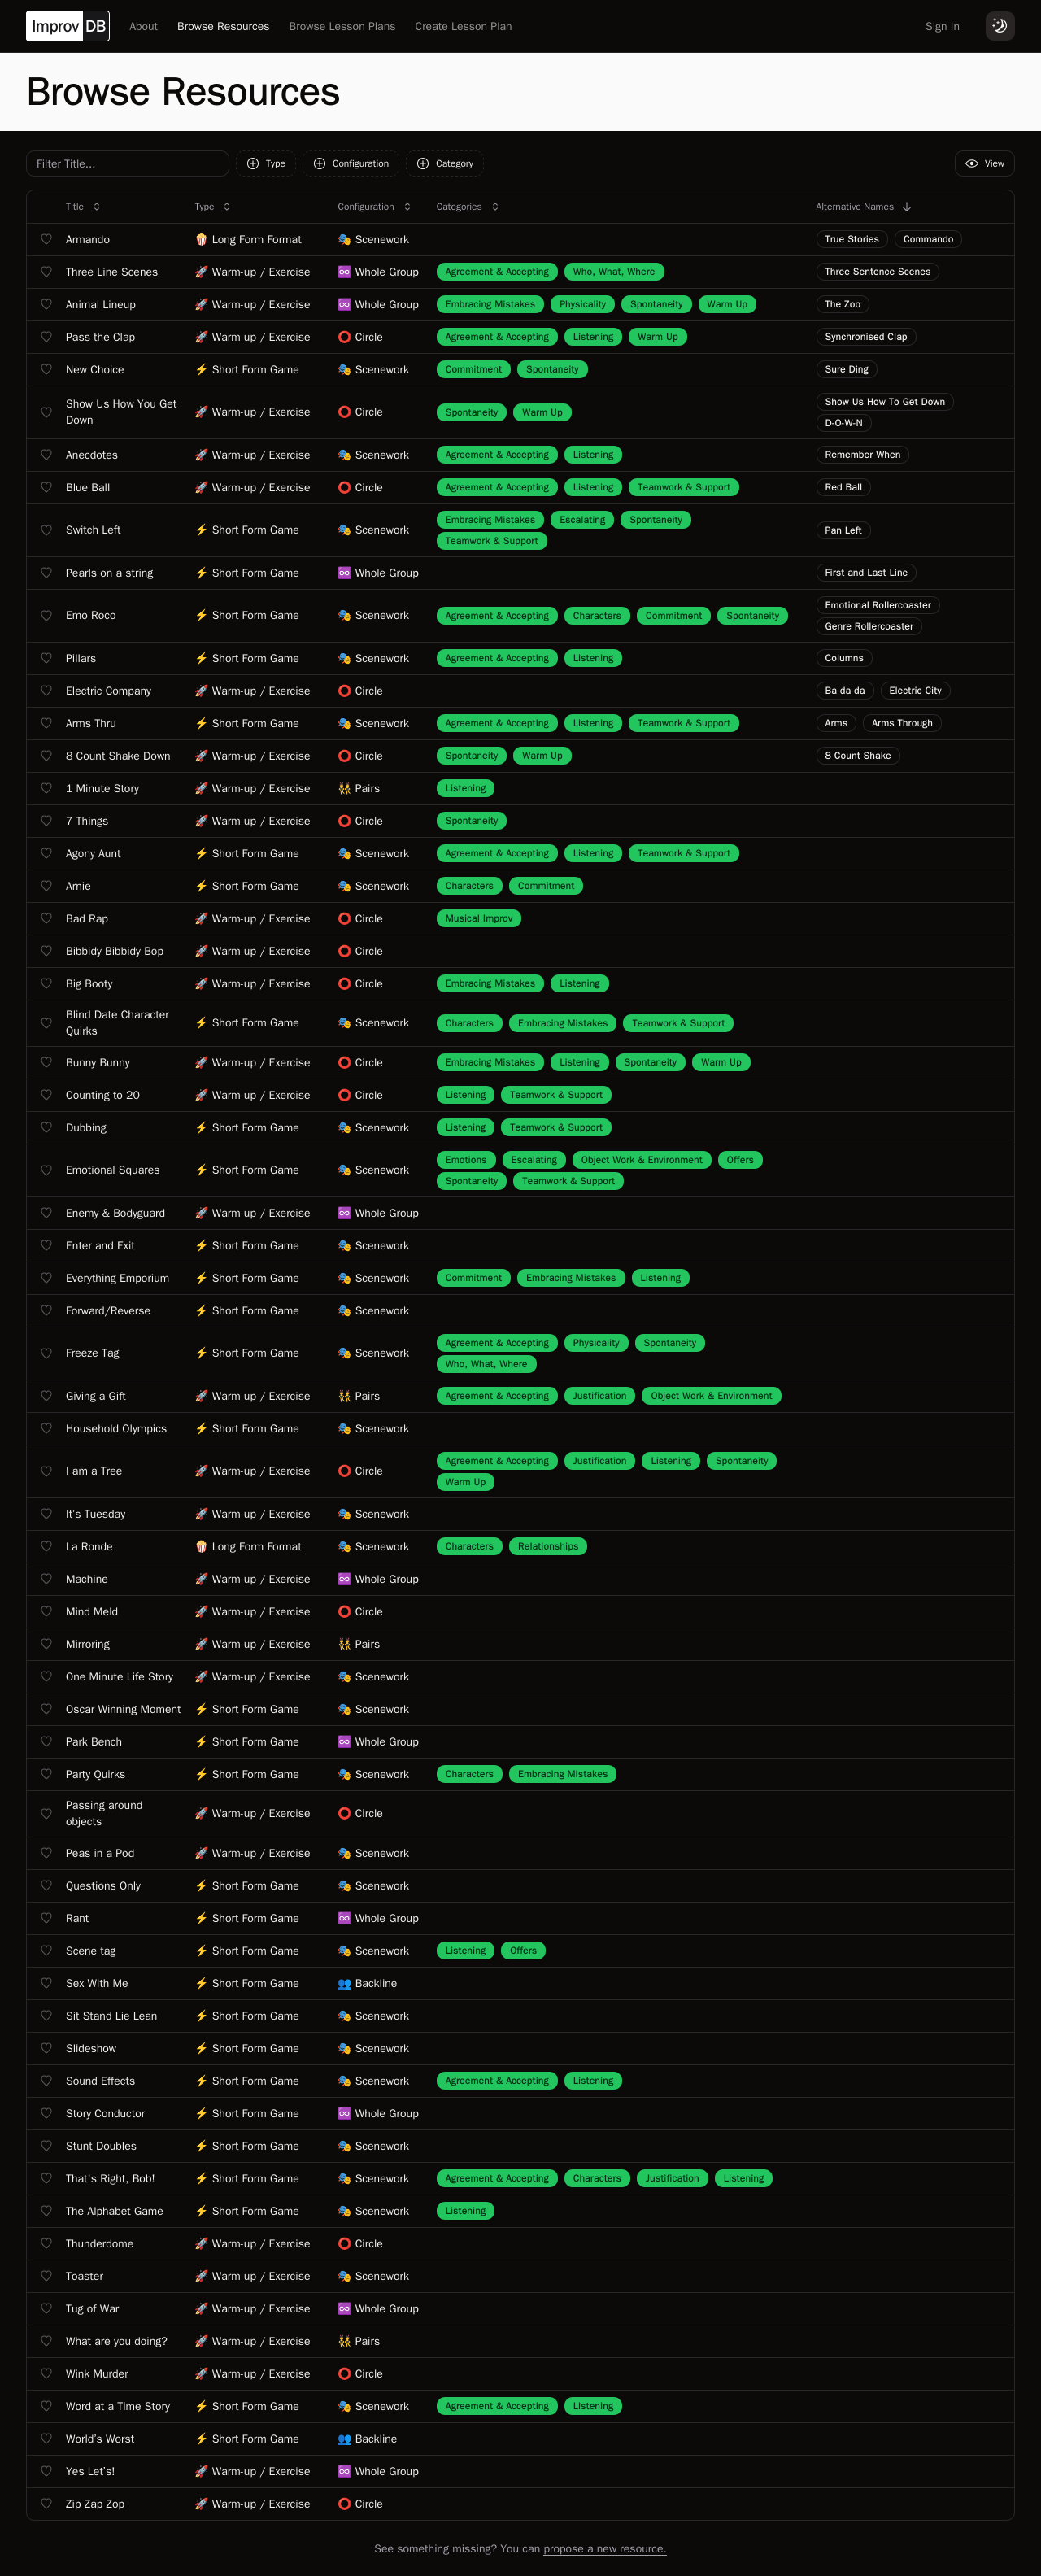 Improv DB About Browse Resources Browse Lesson Plans Create Lesson Plan Sign In
Browse Resources
Filter Title... Type Configuration Category View
Title Type Configuration Categories Alternative Names
Armando Long Form Format Scenework True Stories Commando
Three Line Scenes Warm-up / Exercise Whole Group Agreement & Accepting Who, What, Where Three Sentence Scenes
Animal Lineup Warm-up / Exercise Whole Group Embracing Mistakes Physicality Spontaneity Warm Up The Zoo
Pass the Clap Warm-up / Exercise Circle Agreement & Accepting Listening Warm Up Synchronised Clap
New Choice Short Form Game Scenework Commitment Spontaneity Sure Ding
Show Us How You Get
Down Warm-up / Exercise Circle Spontaneity Warm Up Show Us How To Get Down
D-O-W-N
Anecdotes Warm-up / Exercise Scenework Agreement & Accepting Listening Remember When
Blue Ball Warm-up / Exercise Circle Agreement & Accepting Listening Teamwork & Support Red Ball
Switch Left Short Form Game Scenework Embracing Mistakes Escalating Spontaneity
Teamwork & Support Pan Left
Pearls on a string Short Form Game Whole Group First and Last Line
Emo Roco Short Form Game Scenework Agreement & Accepting Characters Commitment Spontaneity Emotional Rollercoaster
Genre Rollercoaster
Pillars Short Form Game Scenework Agreement & Accepting Listening Columns
Electric Company Warm-up / Exercise Circle Ba da da Electric City
Arms Thru Short Form Game Scenework Agreement & Accepting Listening Teamwork & Support Arms Arms Through
8 Count Shake Down Warm-up / Exercise Circle Spontaneity Warm Up 8 Count Shake
1 Minute Story Warm-up / Exercise Pairs Listening
7 Things Warm-up / Exercise Circle Spontaneity
Agony Aunt Short Form Game Scenework Agreement & Accepting Listening Teamwork & Support
Arnie Short Form Game Scenework Characters Commitment
Bad Rap Warm-up / Exercise Circle Musical Improv
Bibbidy Bibbidy Bop Warm-up / Exercise Circle
Big Booty Warm-up / Exercise Circle Embracing Mistakes Listening
Blind Date Character
Quirks Short Form Game Scenework Characters Embracing Mistakes Teamwork & Support
Bunny Bunny Warm-up / Exercise Circle Embracing Mistakes Listening Spontaneity Warm Up
Counting to 20 Warm-up / Exercise Circle Listening Teamwork & Support
Dubbing Short Form Game Scenework Listening Teamwork & Support
Emotional Squares Short Form Game Scenework Emotions Escalating Object Work & Environment Offers
Spontaneity Teamwork & Support
Enemy & Bodyguard Warm-up / Exercise Whole Group
Enter and Exit Short Form Game Scenework
Everything Emporium Short Form Game Scenework Commitment Embracing Mistakes Listening
Forward/Reverse Short Form Game Scenework
Freeze Tag Short Form Game Scenework Agreement & Accepting Physicality Spontaneity
Who, What, Where
Giving a Gift Warm-up / Exercise Pairs Agreement & Accepting Justification Object Work & Environment
Household Olympics Short Form Game Scenework
I am a Tree Warm-up / Exercise Circle Agreement & Accepting Justification Listening Spontaneity
Warm Up
It's Tuesday Warm-up / Exercise Scenework
La Ronde Long Form Format Scenework Characters Relationships
Machine Warm-up / Exercise Whole Group
Mind Meld Warm-up / Exercise Circle
Mirroring Warm-up / Exercise Pairs
One Minute Life Story Warm-up / Exercise Scenework
Oscar Winning Moment Short Form Game Scenework
Park Bench Short Form Game Whole Group
Party Quirks Short Form Game Scenework Characters Embracing Mistakes
Passing around
objects Warm-up / Exercise Circle
Peas in a Pod Warm-up / Exercise Scenework
Questions Only Short Form Game Scenework
Rant Short Form Game Whole Group
Scene tag Short Form Game Scenework Listening Offers
Sex With Me Short Form Game Backline
Sit Stand Lie Lean Short Form Game Scenework
Slideshow Short Form Game Scenework
Sound Effects Short Form Game Scenework Agreement & Accepting Listening
Story Conductor Short Form Game Whole Group
Stunt Doubles Short Form Game Scenework
That's Right, Bob! Short Form Game Scenework Agreement & Accepting Characters Justification Listening
The Alphabet Game Short Form Game Scenework Listening
Thunderdome Warm-up / Exercise Circle
Toaster Warm-up / Exercise Scenework
Tug of War Warm-up / Exercise Whole Group
What are you doing? Warm-up / Exercise Pairs
Wink Murder Warm-up / Exercise Circle
Word at a Time Story Short Form Game Scenework Agreement & Accepting Listening
World's Worst Short Form Game Backline
Yes Let's! Warm-up / Exercise Whole Group
Zip Zap Zop Warm-up / Exercise Circle
See something missing? You can propose a new resource.